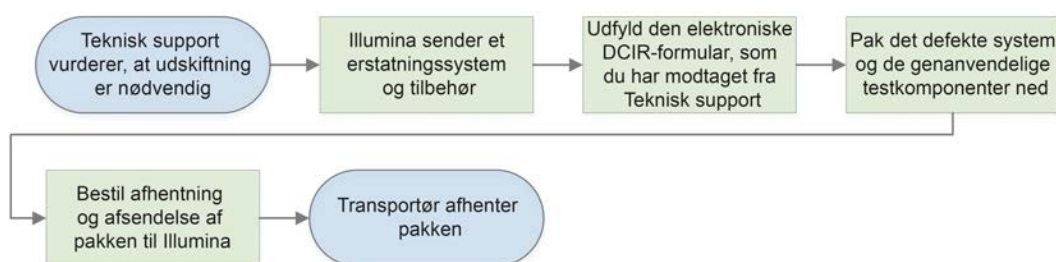 Teknisk support
vurderer, at udskiftning
er nødvendig
Illumina sender et
erstatningssystem
og tilbehør
Udfyld den elektroniske
DCIR-formular, som
du har modtaget fra
Teknisk support
Pak det defekte system
og de genanvendelige
testkomponenter ned
Bestil afhentning
og afsendelse af
pakken til Illumina
Transportør afhenter
pakken